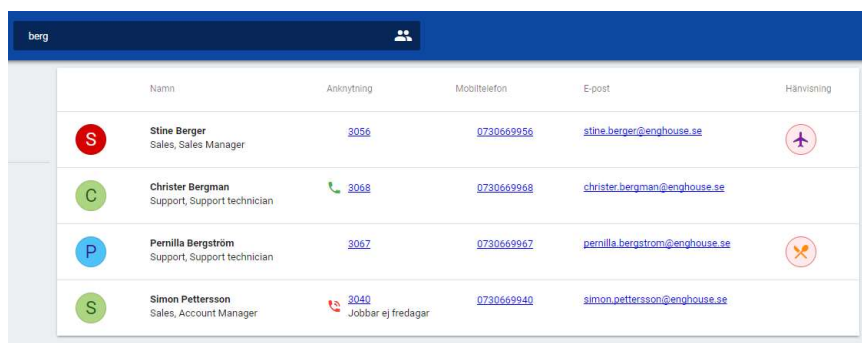 berg
Namn Anknytning Mobiltelefon E-post Hänvisning
S Stine Berger 3056 0730669956 stine.berger@enghouse.se
Sales, Sales Manager
C Christer Bergman 3068 0730669968 christer.bergman@enghouse.se
Support, Support technician
P Pernilla Bergström 3067 0730669967 pernilla.bergstrom@enghouse.se
Support, Support technician
S Simon Pettersson 3040 0730669940 simon.pettersson@enghouse.se
Sales, Account Manager Jobbar ej fredagar